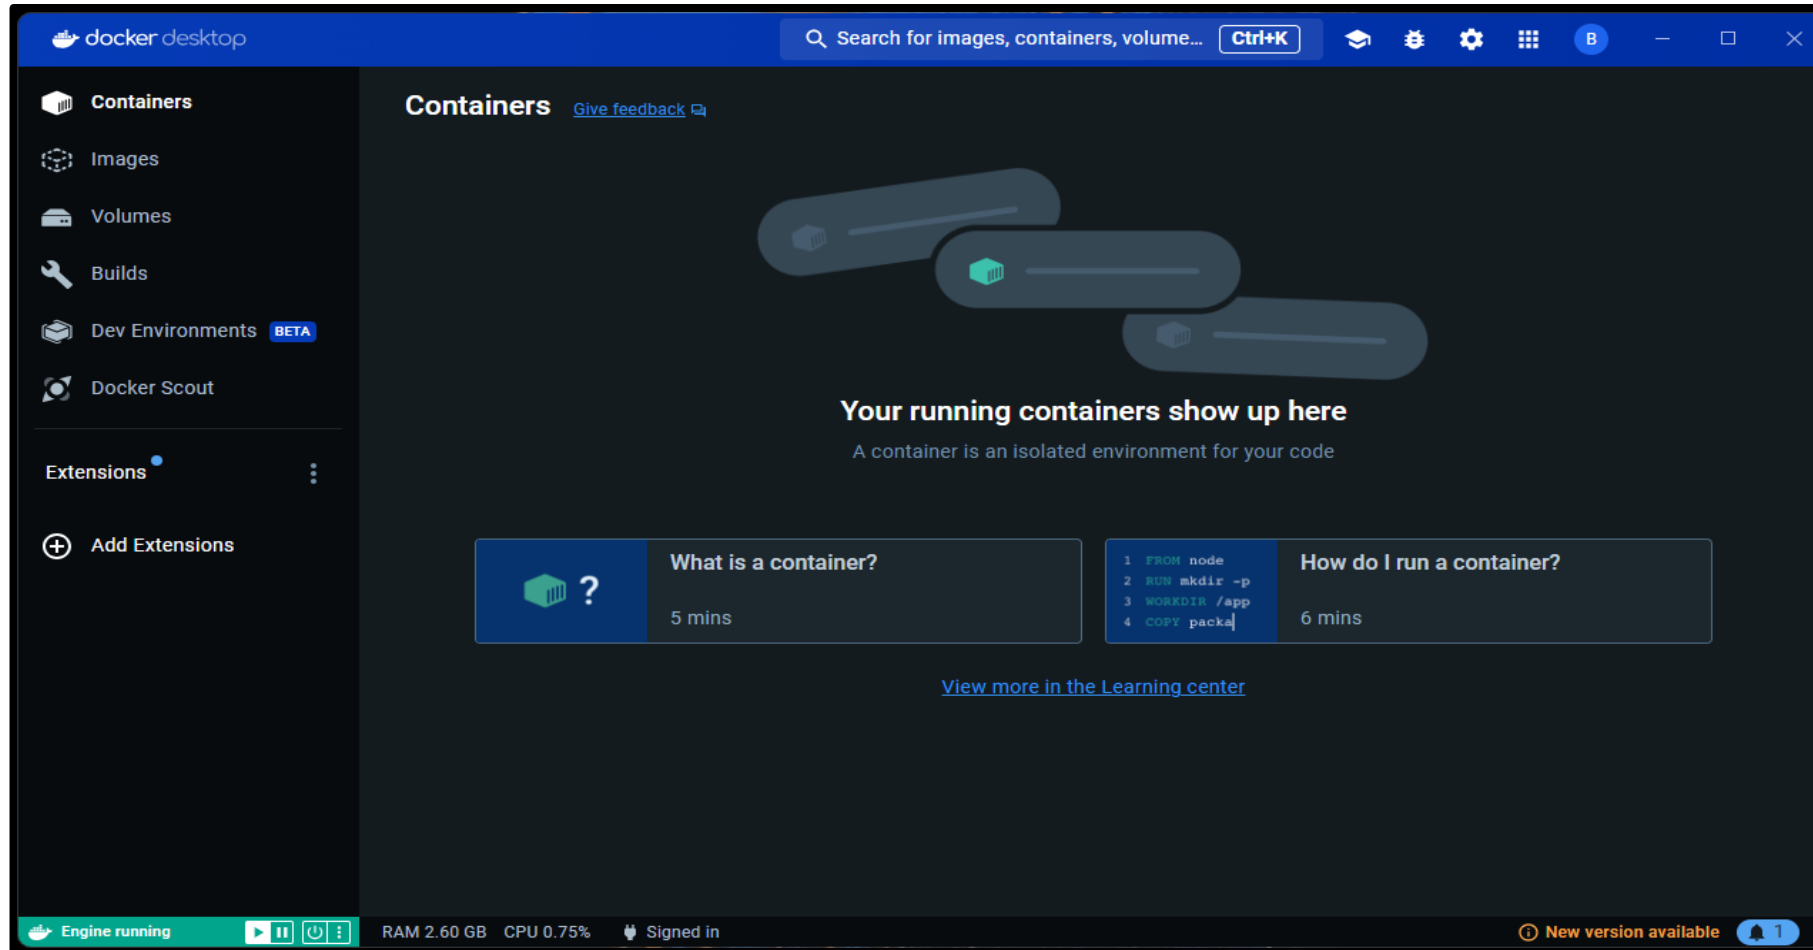 docker desktop
Search for images, containers, volume... Ctrl+K
B
Containers
Images
Volumes
Builds
Dev Environments BETA
Docker Scout
Extensions
Add Extensions
Containers Give feedback
Your running containers show up here
A container is an isolated environment for your code
?
What is a container?
5 mins
1 FROM node
2 RUN mkdir -p
3 WORKDIR /app
4 COPY packa
How do I run a container?
6 mins
View more in the Learning center
Engine running
RAM 2.60 GB CPU 0.75% Signed in
New version available 1